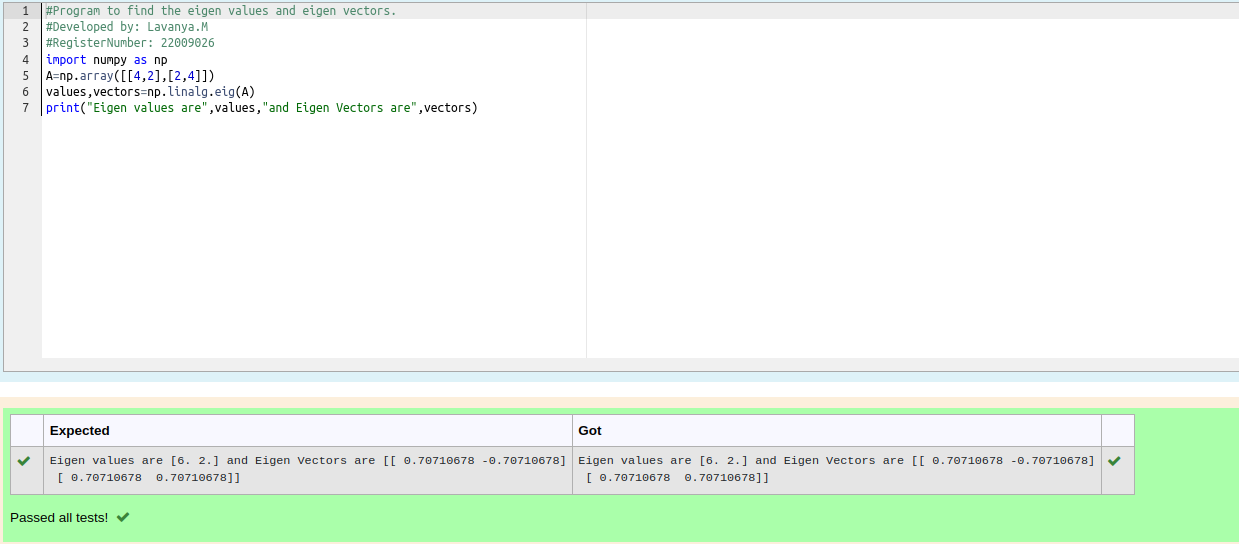 1 #Program to find the eigen values and eigen vectors.
2 #Developed by: Lavanya.M
3 #RegisterNumber: 22009026
4 import numpy as np
5 A=np.array([[4,2],[2,4]])
6 values,vectors=np.linalg.eig(A)
7 print("Eigen values are",values,"and Eigen Vectors are",vectors)
Expected Got
Eigen values are [6. 2.] and Eigen Vectors are [[ 0.70710678 -0.70710678] Eigen values are [6. 2.] and Eigen Vectors are [[ 0.70710678 -0.70710678]
[ 0.70710678  0.70710678]] [ 0.70710678  0.70710678]]
Passed all tests!